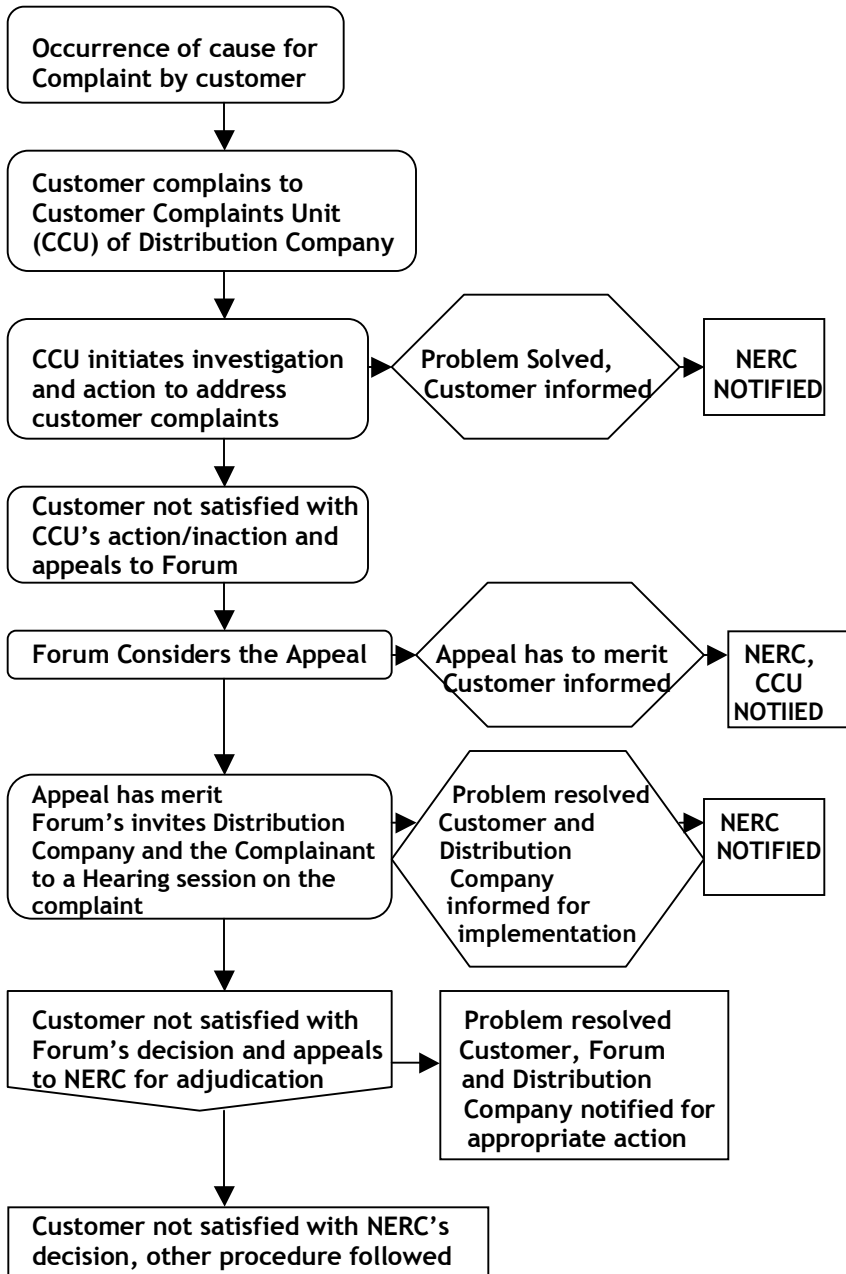 Occurrence of cause for
Complaint by customer
Customer complains to
Customer Complaints Unit
(CCU) of Distribution Company
CCU initiates investigation
and action to address
customer complaints
Problem Solved,
Customer informed
NERC
NOTIFIED
Customer not satisfied with
CCU's action/inaction and
appeals to Forum
Forum Considers the Appeal
Appeal has to merit
Customer informed
NERC,
CCU
NOTIIED
Appeal has merit
Forum's invites Distribution
Company and the Complainant
to a Hearing session on the
complaint
Problem resolved
Customer and
Distribution
Company
informed for
implementation
NERC
NOTIFIED
Customer not satisfied with
Forum's decision and appeals
to NERC for adjudication
Problem resolved
Customer, Forum
and Distribution
Company notified for
appropriate action
Customer not satisfied with NERC's
decision, other procedure followed